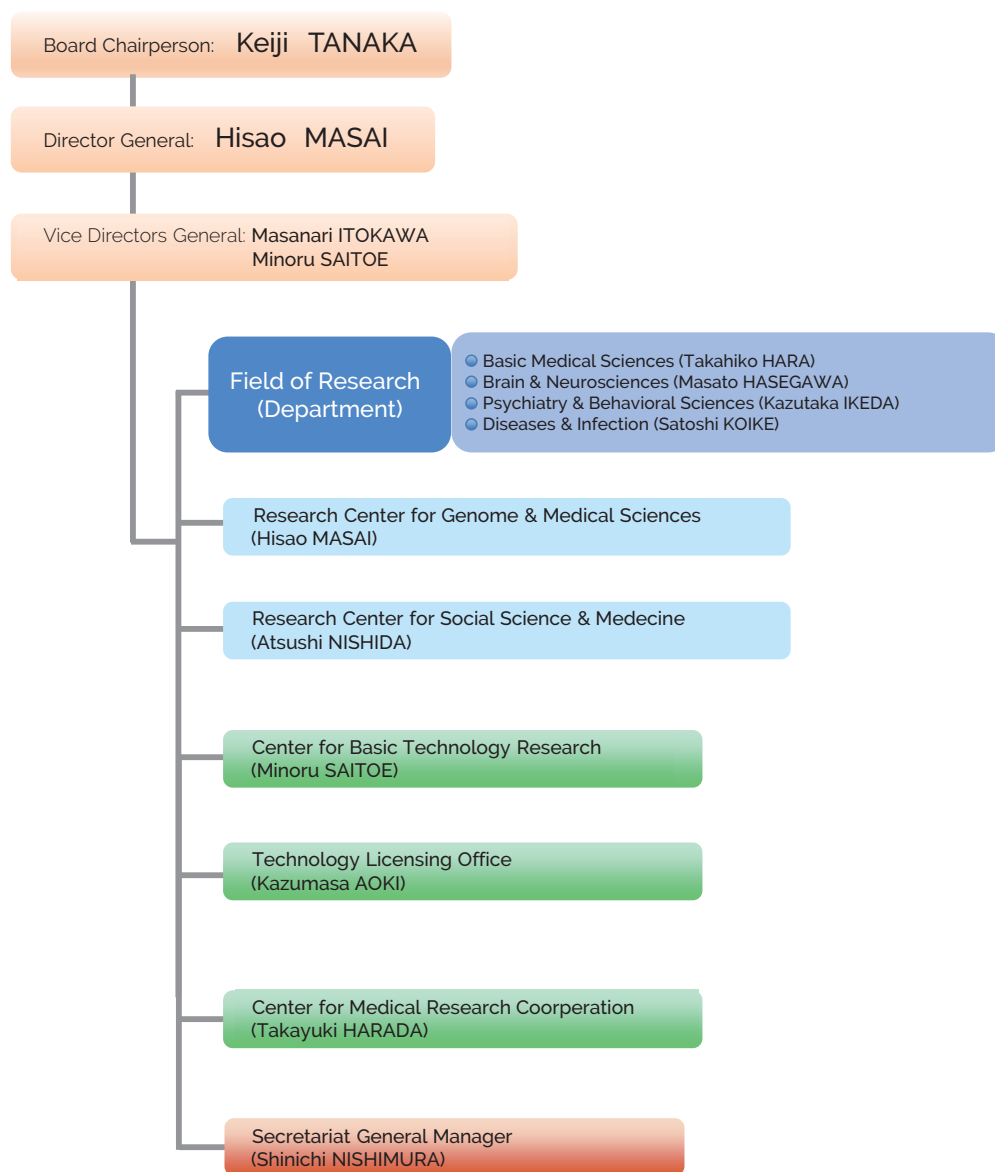 Board Chairperson: Keiji TANAKA
Director General: Hisao MASAI
Vice Directors General: Masanari ITOKAWA
Minoru SAITOE
Field of Research
(Department)
Basic Medical Sciences (Takahiko HARA)
Brain & Neurosciences (Masato HASEGAWA)
Psychiatry & Behavioral Sciences (Kazutaka IKEDA)
Diseases & Infection (Satoshi KOIKE)
Research Center for Genome & Medical Sciences
(Hisao MASAI)
Research Center for Social Science & Medecine
(Atsushi NISHIDA)
Center for Basic Technology Research
(Minoru SAITOE)
Technology Licensing Office
(Kazumasa AOKI)
Center for Medical Research Coorperation
(Takayuki HARADA)
Secretariat General Manager
(Shinichi NISHIMURA)